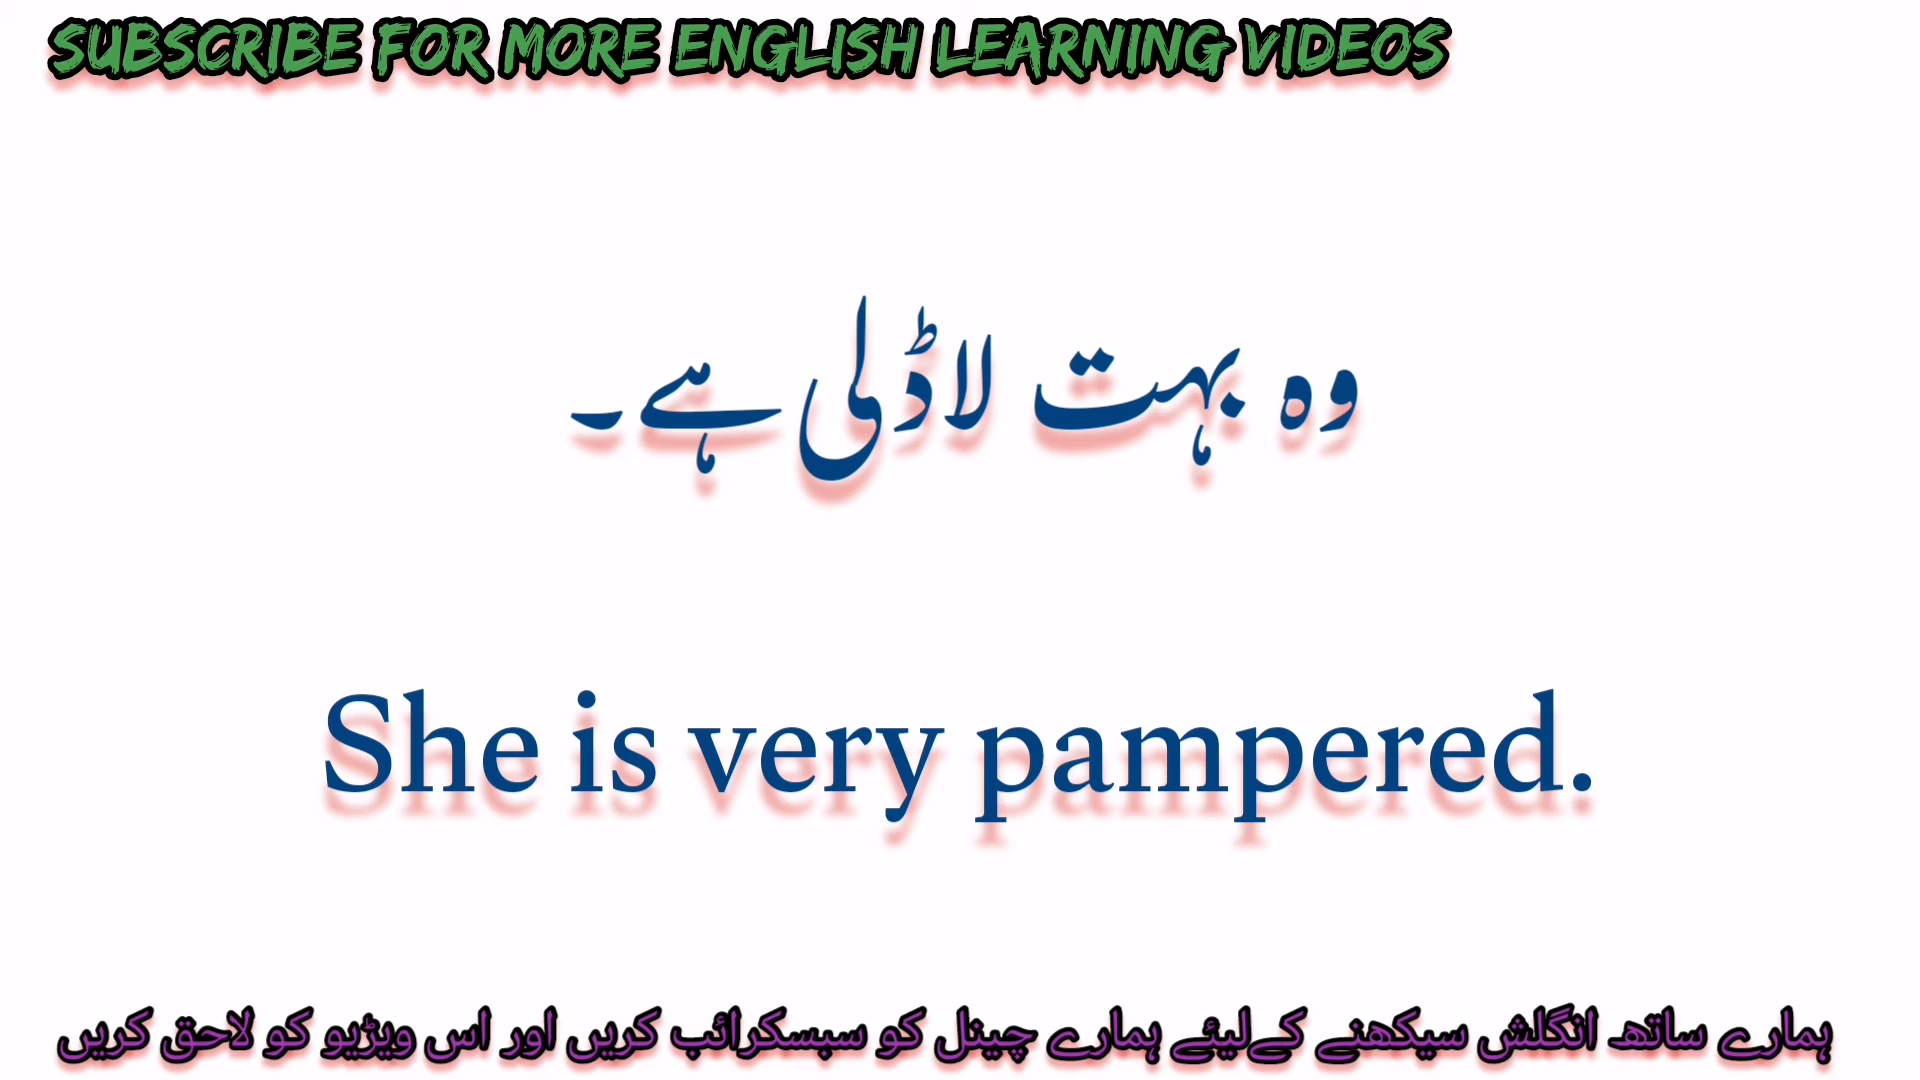 SUBSCRIBE FOR MORE ENGLISH LEARNING VIDEOS
وہ بہت لاڈلی ہے۔
She is very pampered.
ہمارے ساتھ انگلش سیکھنے کےلیئے ہمارے چینل کو سبسکرائب کریں اور اس ویڑیو کو لاحق کریں